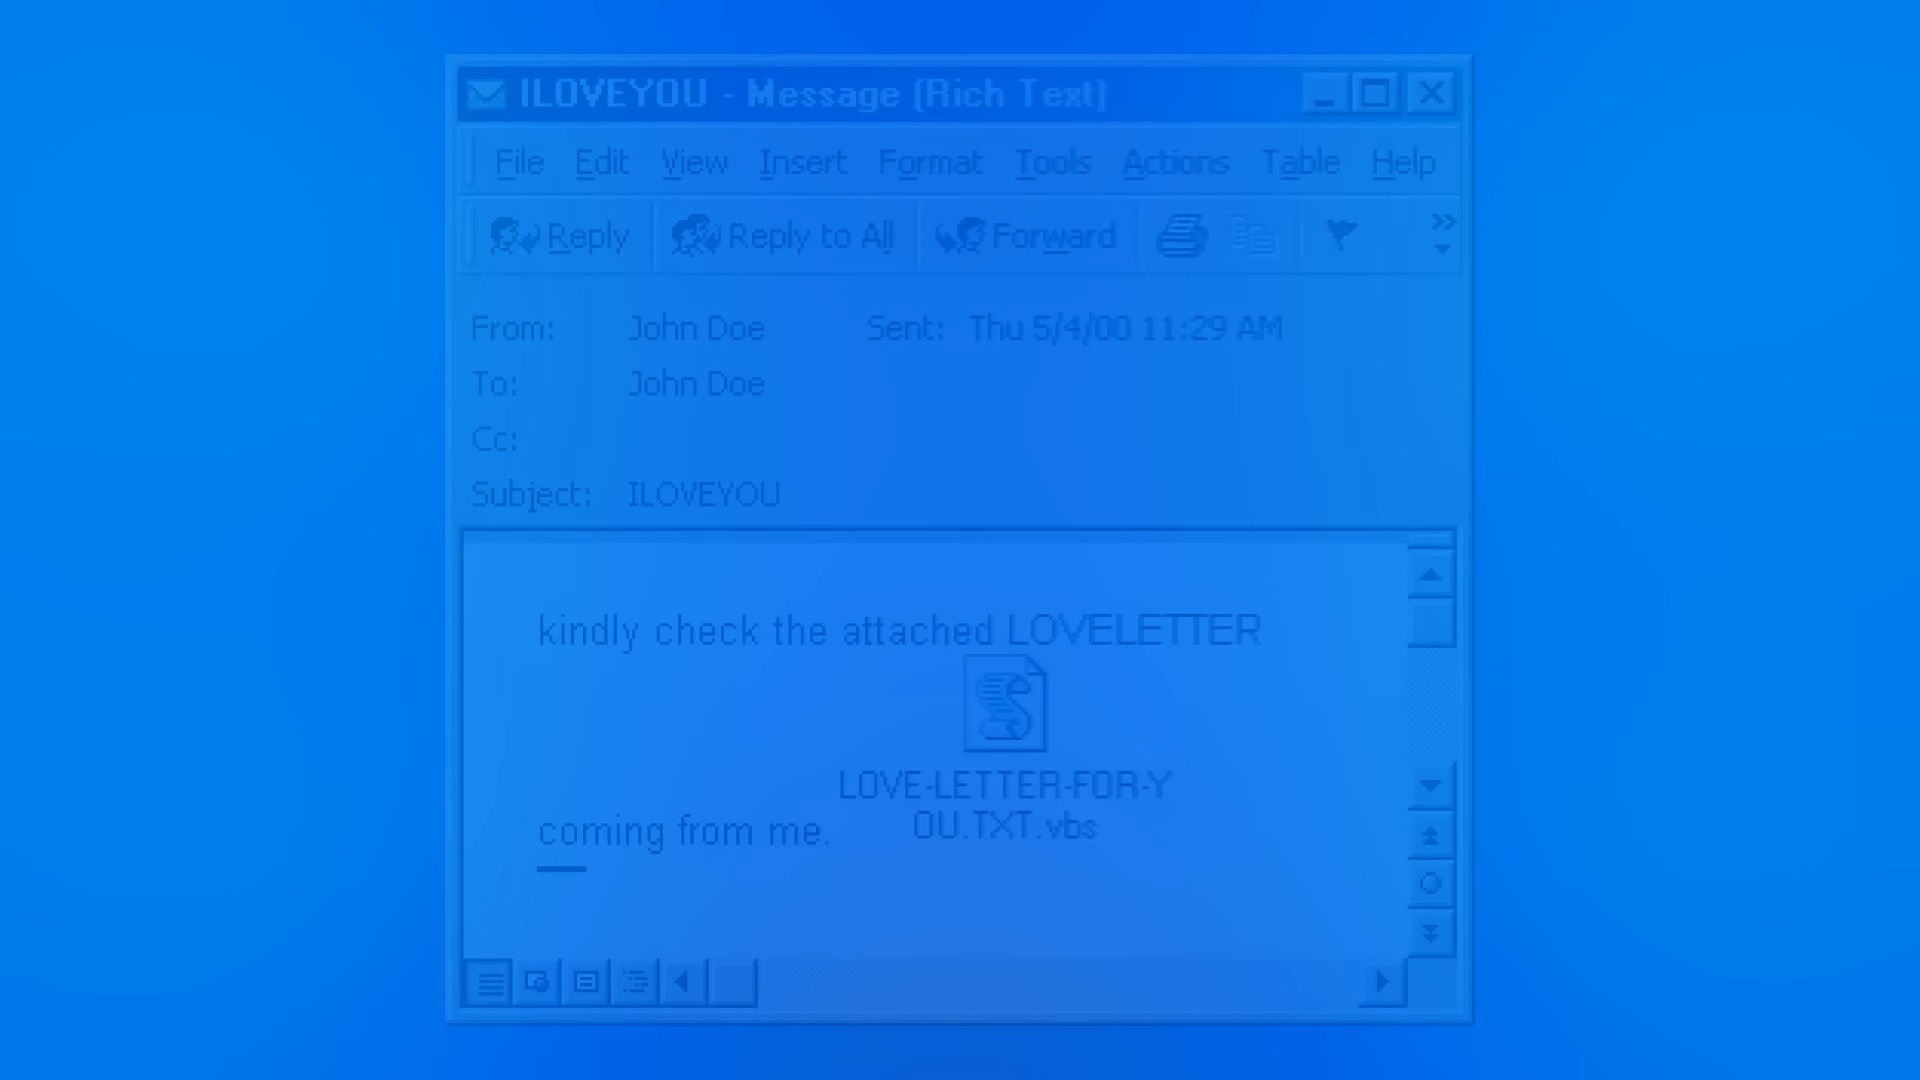 ILOVEYOU - Message (Rich Text)
File Edit View Insert Format Tools Actions Table Help
Reply Reply to All Forward
From: John Doe Sent: Thu 5/4/00 11:29 AM
To: John Doe
Cc:
Subject: ILOVEYOU
kindly check the attached LOVELETTER
LOVE-LETTER-FOR-Y
OU.TXT.vbs
coming from me.